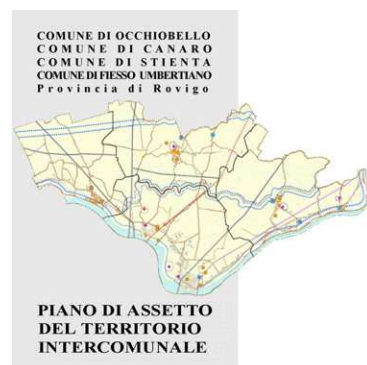 COMUNE DI OCCHIOBELLO
COMUNE DI CANARO
COMUNE DI STIENTA
COMUNE DI FIESSO UMBERTIANO
Provincia di Rovigo
PIANO DI ASSETTO
DEL TERRITORIO
INTERCOMUNALE